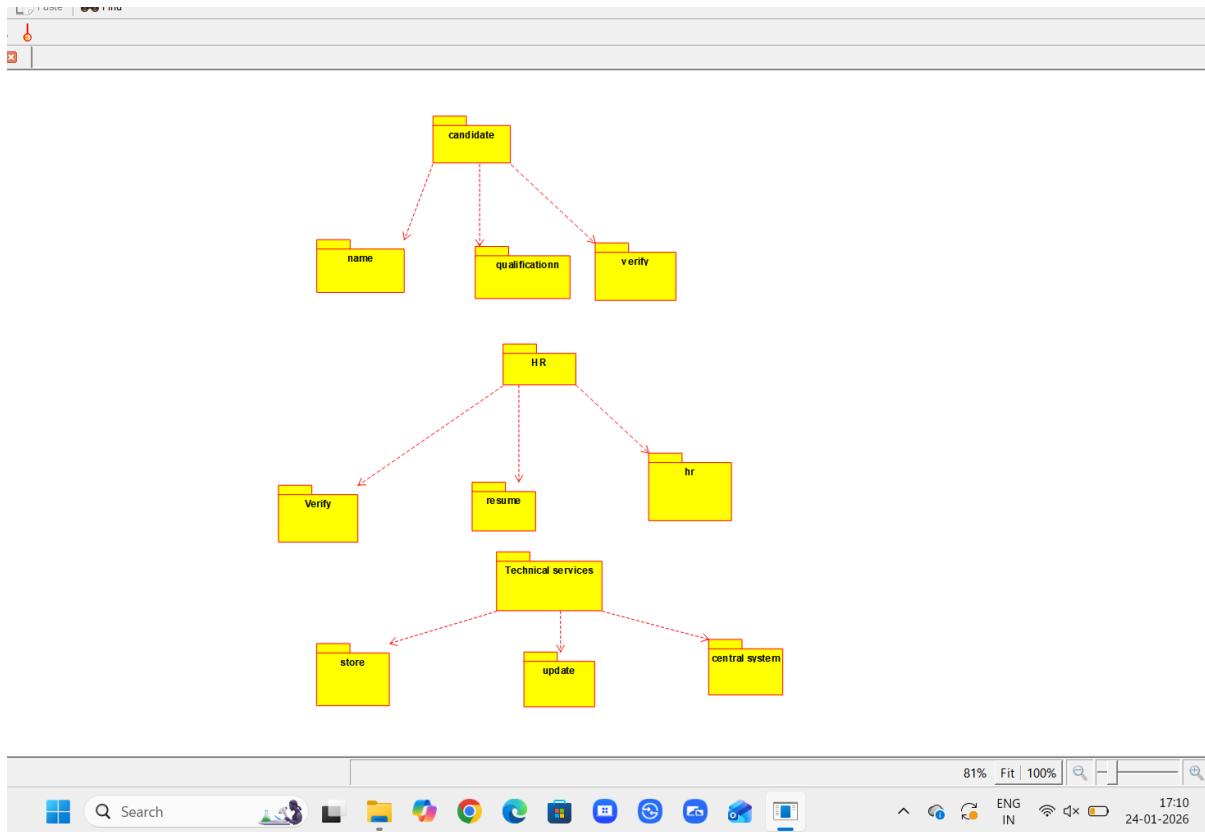 Paste Find
candidate
name
qualificationn
verify
HR
Verify
resume
hr
Technical services
store
update
central system
81% Fit 100%
Search
ENG
IN
17:10
24-01-2026